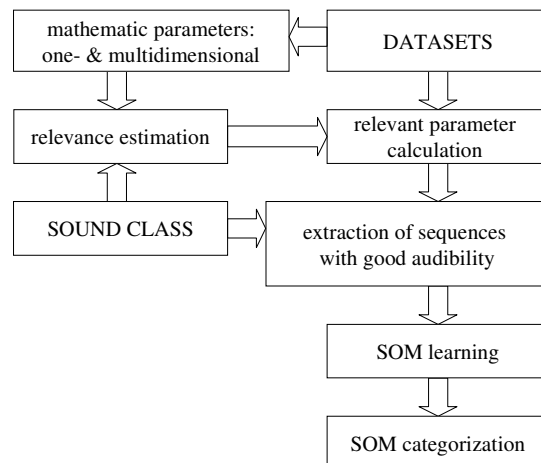 mathematic parameters:
one- & multidimensional
DATASETS
relevance estimation
relevant parameter
calculation
SOUND CLASS
extraction of sequences
with good audibility
SOM learning
SOM categorization